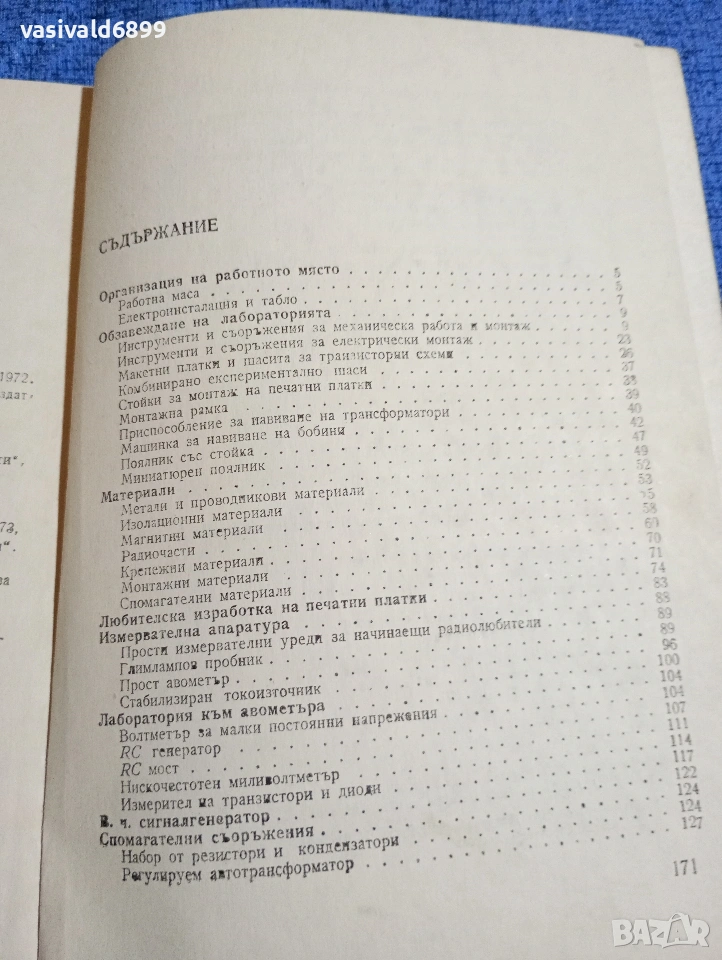 vasivald6899
1972.
здат-
ти",
73,
и".
ва
СЪДЪРЖАНИЕ
Организация на работното място . . . 5
Работна маса . . . 5
Електроинсталация и табло . . . 7
Обзавеждане на лабораторията . . . 9
Инструменти и съоръжения за механическа работа и монтаж . . . 9
Инструменти и съоръжения за електрически монтаж . . . 23
Макетни платки и шасита за транзисторни схеми . . . 26
Комбинирано експериментално шаси . . . 37
Стойки за монтаж на печатни платки . . . 38
Монтажна рамка . . . 39
Приспособление за навиване на трансформатори . . . 40
Машинка за навиване на бобини . . . 42
Поялник със стойка . . . 47
Миниатюрен поялник . . . 49
Материали . . . 52
Метали и проводникови материали . . . 53
Изолационни материали . . . 55
Магнитни материали . . . 58
Радиочасти . . . 60
Крепежни материали . . . 70
Монтажни материали . . . 71
Спомагателни материали . . . 74
Любителска изработка на печатни платки . . . 83
Измервателна апаратура . . . 88
Прости измервателни уреди за начинаещи радиолюбители . . . 89
Глимлампов пробник . . . 89
Прост авометър . . . 96
Стабилизиран токоизточник . . . 100
Лаборатория към авометъра . . . 104
Волтметър за малки постоянни напрежения . . . 104
RC генератор . . . 107
RC мост . . . 111
Нискочестотен миливолтметър . . . 114
Измерител на транзистори и диоди . . . 117
В. ч. сигналгенератор . . . 122
Спомагателни съоръжения . . . 124
Набор от резистори и кондензатори . . . 124
Регулируем автотрансформатор . . . 127
171
BAZAR